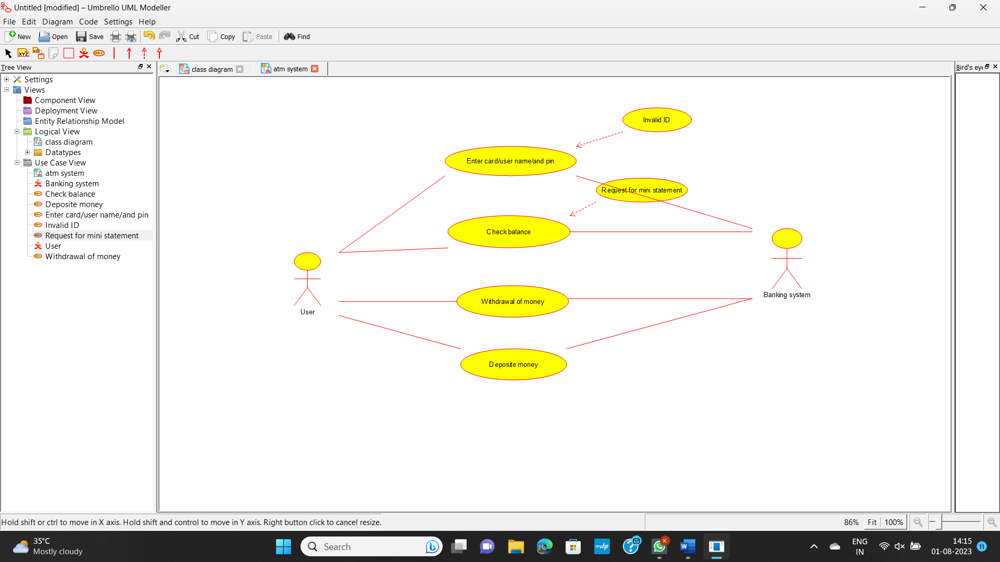 Untitled [modified] – Umbrello UML Modeller
File Edit Diagram Code Settings Help
New Open Save Cut Copy Paste Find
XYZ XYZ ABC
Tree View
class diagram
atm system
Bird's eye
Settings
Views
Component View
Deployment View
Entity Relationship Model
Logical View
class diagram
Datatypes
Use Case View
atm system
Banking system
Check balance
Deposite money
Enter card/user name/and pin
Invalid ID
Request for mini statement
User
Withdrawal of money
Invalid ID
Enter card/user name/and pin
Request for mini statement
Check balance
Banking system
Withdrawal of money
User
Deposite money
Hold shift or ctrl to move in X axis. Hold shift and control to move in Y axis. Right button click to cancel resize.
86% Fit 100%
35°C
Mostly cloudy
Search
myhp
K
W
ENG
IN
14:15
01-08-2023
11